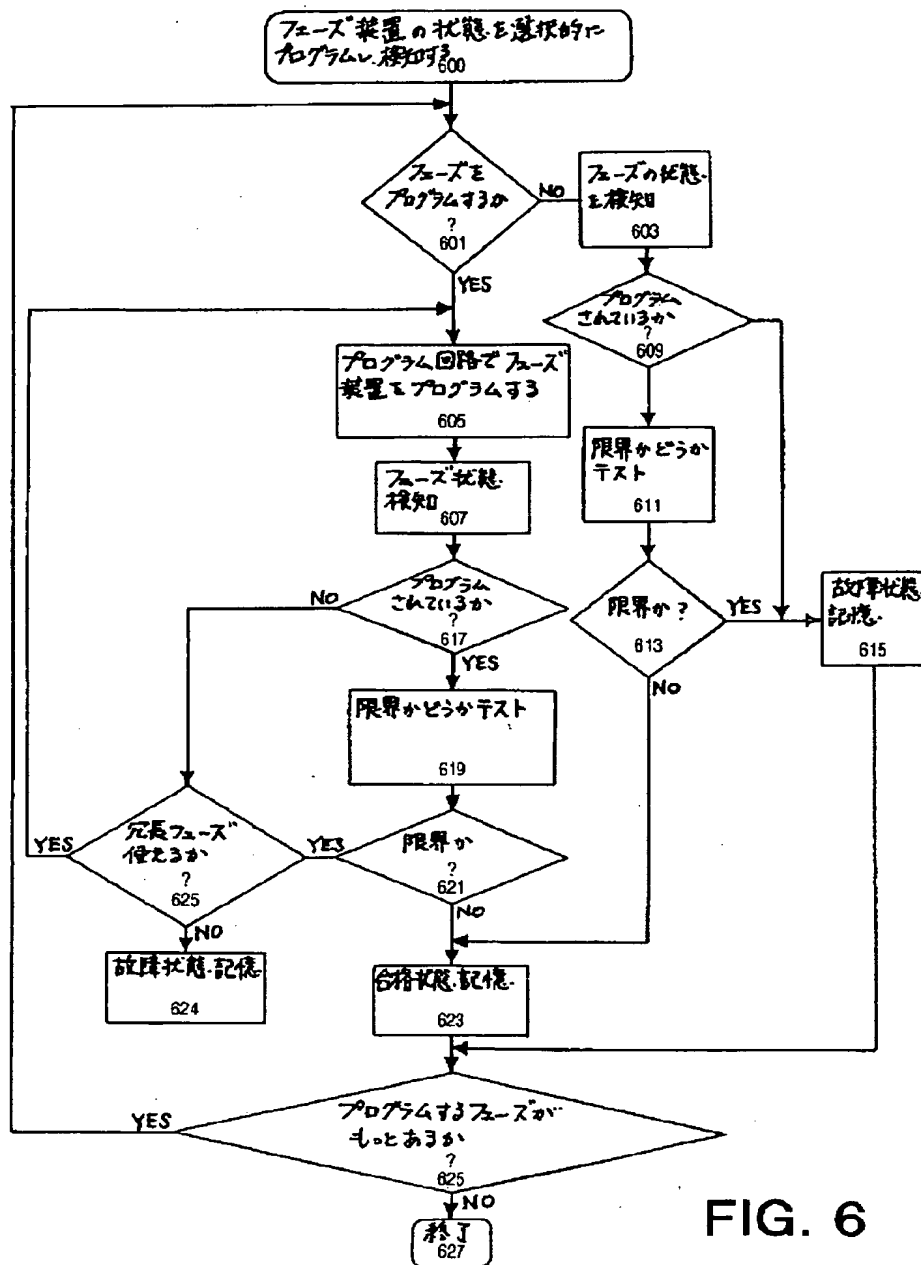 フューズ装置の状態を選択的に
プログラムし、検知する
600
フューズを
プログラムするか
?
601
NO
YES
フューズの状態
を検知
603
プログラム
されているか
?
609
プログラム回路でフューズ
装置をプログラムする
605
限界かどうか
テスト
611
フューズ状態
検知
607
プログラム
されているか
?
617
NO
YES
限界か?
613
YES
NO
故障状態
記憶
615
限界かどうかテスト
619
冗長フューズ
使えるか
?
625
YES
NO
限界か
?
621
YES
NO
故障状態記憶
624
合格状態記憶
623
プログラムするフューズが
もっとあるか
?
625
YES
NO
終了
627
FIG. 6